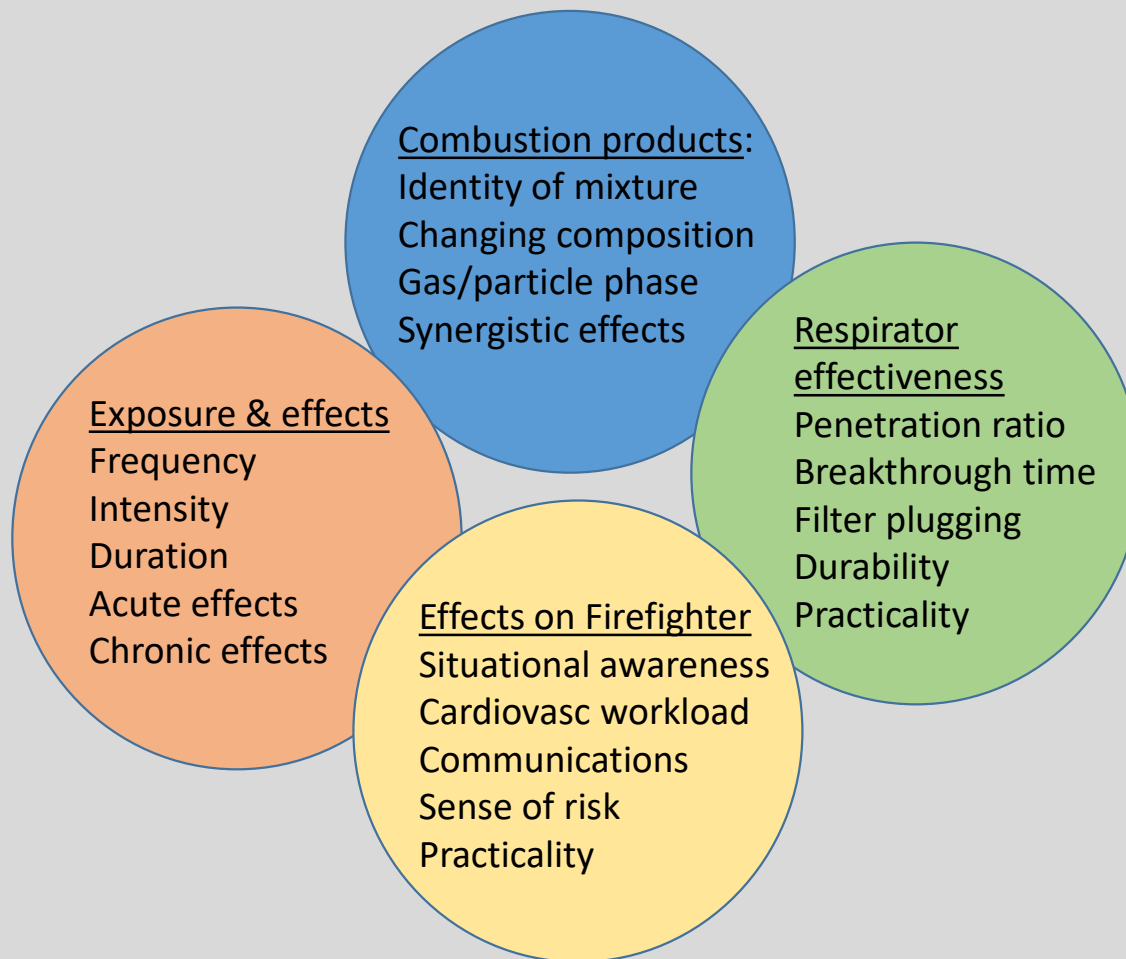 Combustion products:
Identity of mixture
Changing composition
Gas/particle phase
Synergistic effects
Respirator
effectiveness
Penetration ratio
Breakthrough time
Filter plugging
Durability
Practicality
Exposure & effects
Frequency
Intensity
Duration
Acute effects
Chronic effects
Effects on Firefighter
Situational awareness
Cardiovasc workload
Communications
Sense of risk
Practicality